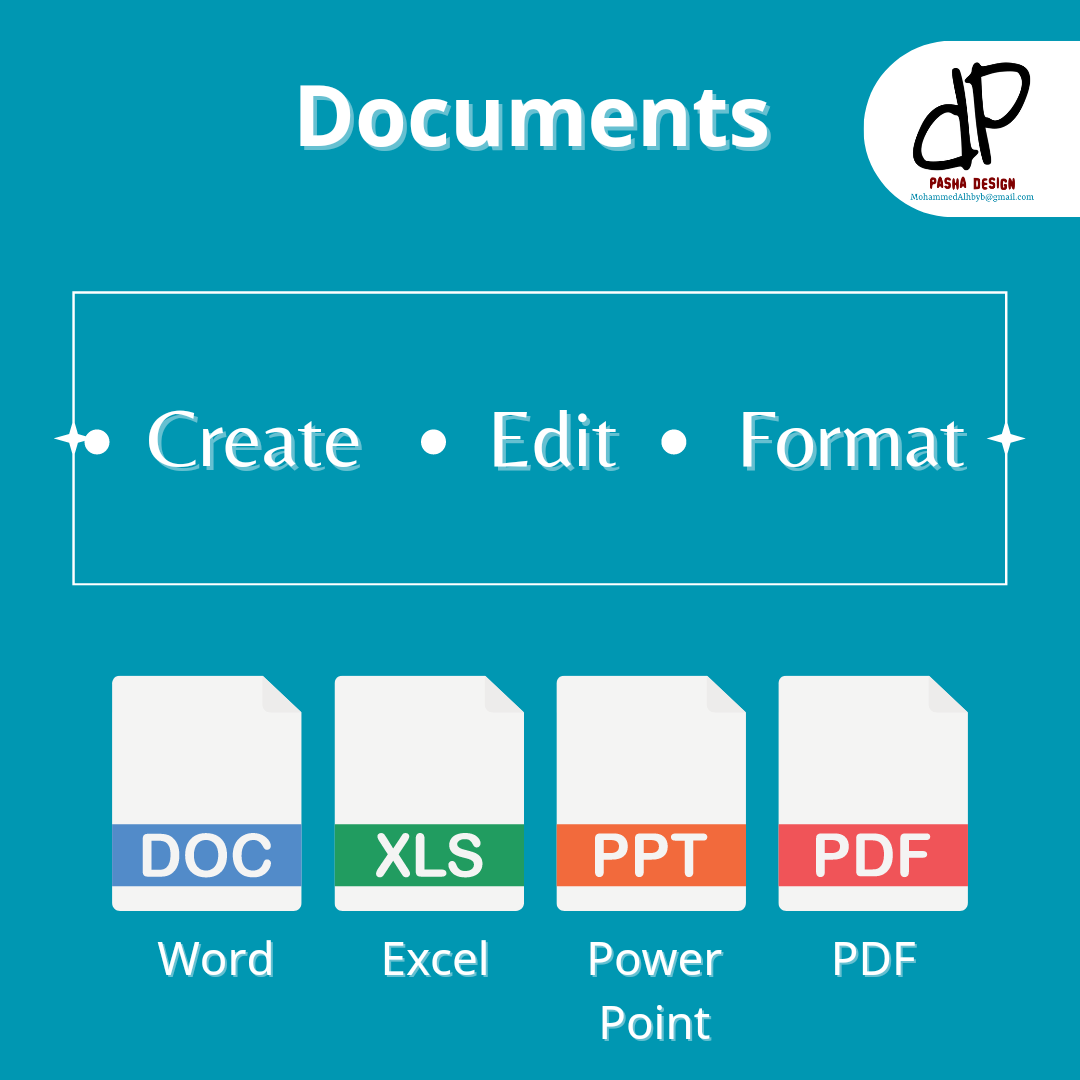 Documents
dP
PASHA DESIGN
MohammedAlhbyb@gmail.com
• Create • Edit • Format
DOC XLS PPT PDF
Word Excel Power Point PDF